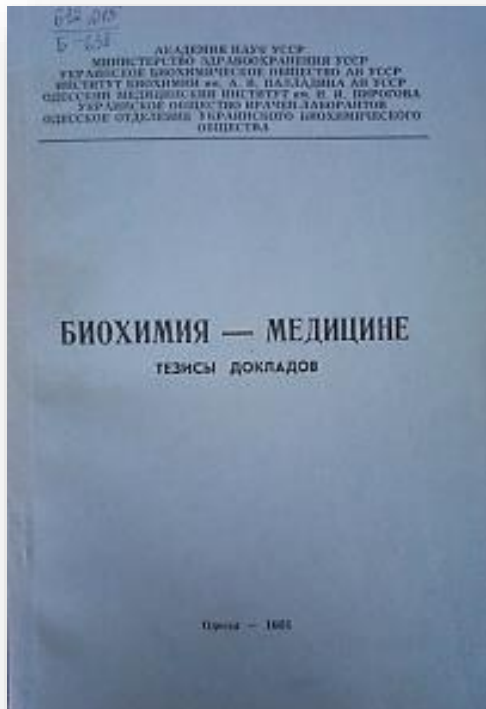 АКАДЕМИЯ НАУК УССР
МИНИСТЕРСТВО ЗДРАВООХРАНЕНИЯ УССР
УКРАИНСКОЕ БИОХИМИЧЕСКОЕ ОБЩЕСТВО АН УССР
ИНСТИТУТ БИОХИМИИ им. А. В. ПАЛЛАДИНА АН УССР
ОДЕССКИЙ МЕДИЦИНСКИЙ ИНСТИТУТ им. Н. И. ПИРОГОВА
УКРАИНСКОЕ ОБЩЕСТВО ВРАЧЕЙ-ЛАБОРАНТОВ
ОДЕССКОЕ ОТДЕЛЕНИЕ УКРАИНСКОГО БИОХИМИЧЕСКОГО
ОБЩЕСТВА
БИОХИМИЯ — МЕДИЦИНЕ
ТЕЗИСЫ ДОКЛАДОВ
Одесса —